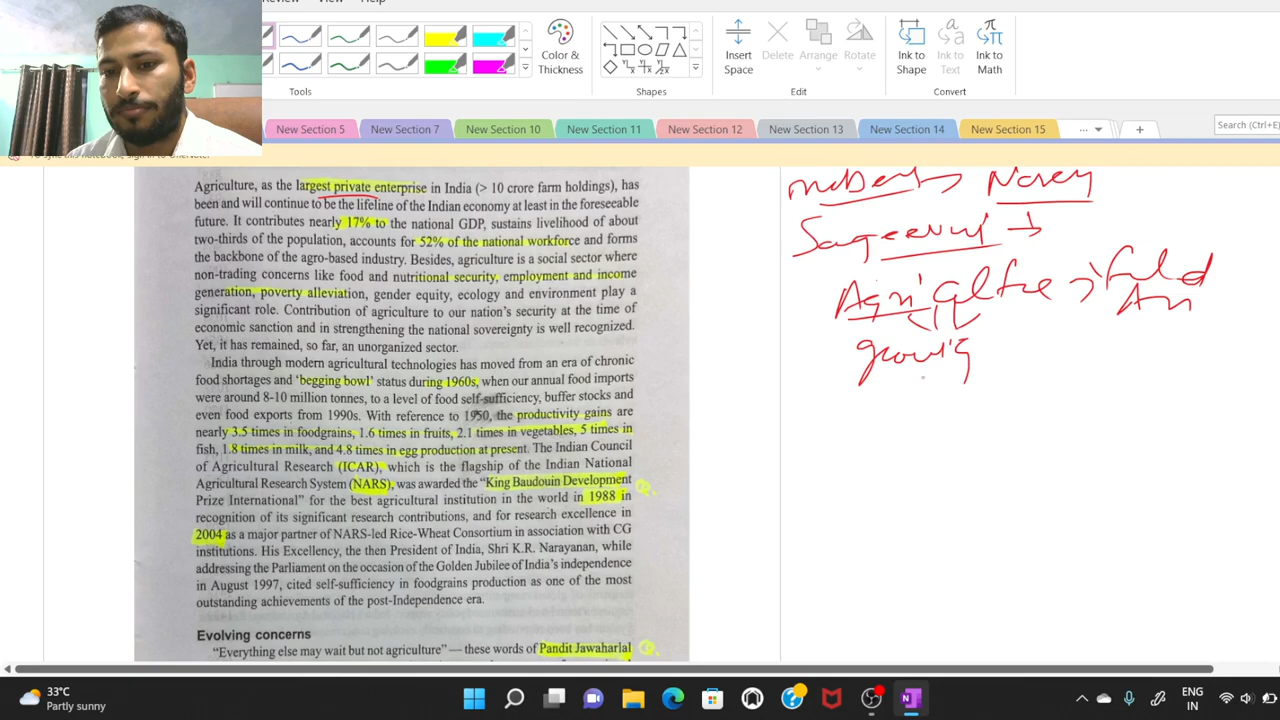 Review View Help
Color &
Thickness
Insert
Space
Delete Arrange Rotate
Ink to
Shape
Ink to
Text
Ink to
Math
Tools
Shapes
Edit
Convert
New Section 5 New Section 7 New Section 10 New Section 11 New Section 12 New Section 13 New Section 14 New Section 15 ...
Search (Ctrl+E)
To sync this notebook, sign in to OneNote.
Agriculture, as the largest private enterprise in India (> 10 crore farm holdings), has
been and will continue to be the lifeline of the Indian economy at least in the foreseeable
future. It contributes nearly 17% to the national GDP, sustains livelihood of about
two-thirds of the population, accounts for 52% of the national workforce and forms
the backbone of the agro-based industry. Besides, agriculture is a social sector where
non-trading concerns like food and nutritional security, employment and income
generation, poverty alleviation, gender equity, ecology and environment play a
significant role. Contribution of agriculture to our nation's security at the time of
economic sanction and in strengthening the national sovereignty is well recognized.
Yet, it has remained, so far, an unorganized sector.
India through modern agricultural technologies has moved from an era of chronic
food shortages and 'begging bowl' status during 1960s, when our annual food imports
were around 8-10 million tonnes, to a level of food self-sufficiency, buffer stocks and
even food exports from 1990s. With reference to 1950, the productivity gains are
nearly 3.5 times in foodgrains, 1.6 times in fruits, 2.1 times in vegetables, 5 times in
fish, 1.8 times in milk, and 4.8 times in egg production at present. The Indian Council
of Agricultural Research (ICAR), which is the flagship of the Indian National
Agricultural Research System (NARS), was awarded the "King Baudouin Development
Prize International" for the best agricultural institution in the world in 1988 in
recognition of its significant research contributions, and for research excellence in
2004 as a major partner of NARS-led Rice-Wheat Consortium in association with CG
institutions. His Excellency, the then President of India, Shri K.R. Narayanan, while
addressing the Parliament on the occasion of the Golden Jubilee of India's independence
in August 1997, cited self-sufficiency in foodgrains production as one of the most
outstanding achievements of the post-Independence era.
Evolving concerns
"Everything else may wait but not agriculture" — these words of Pandit Jawaharlal
Q.
Q.
33°C
Partly sunny
ENG
IN